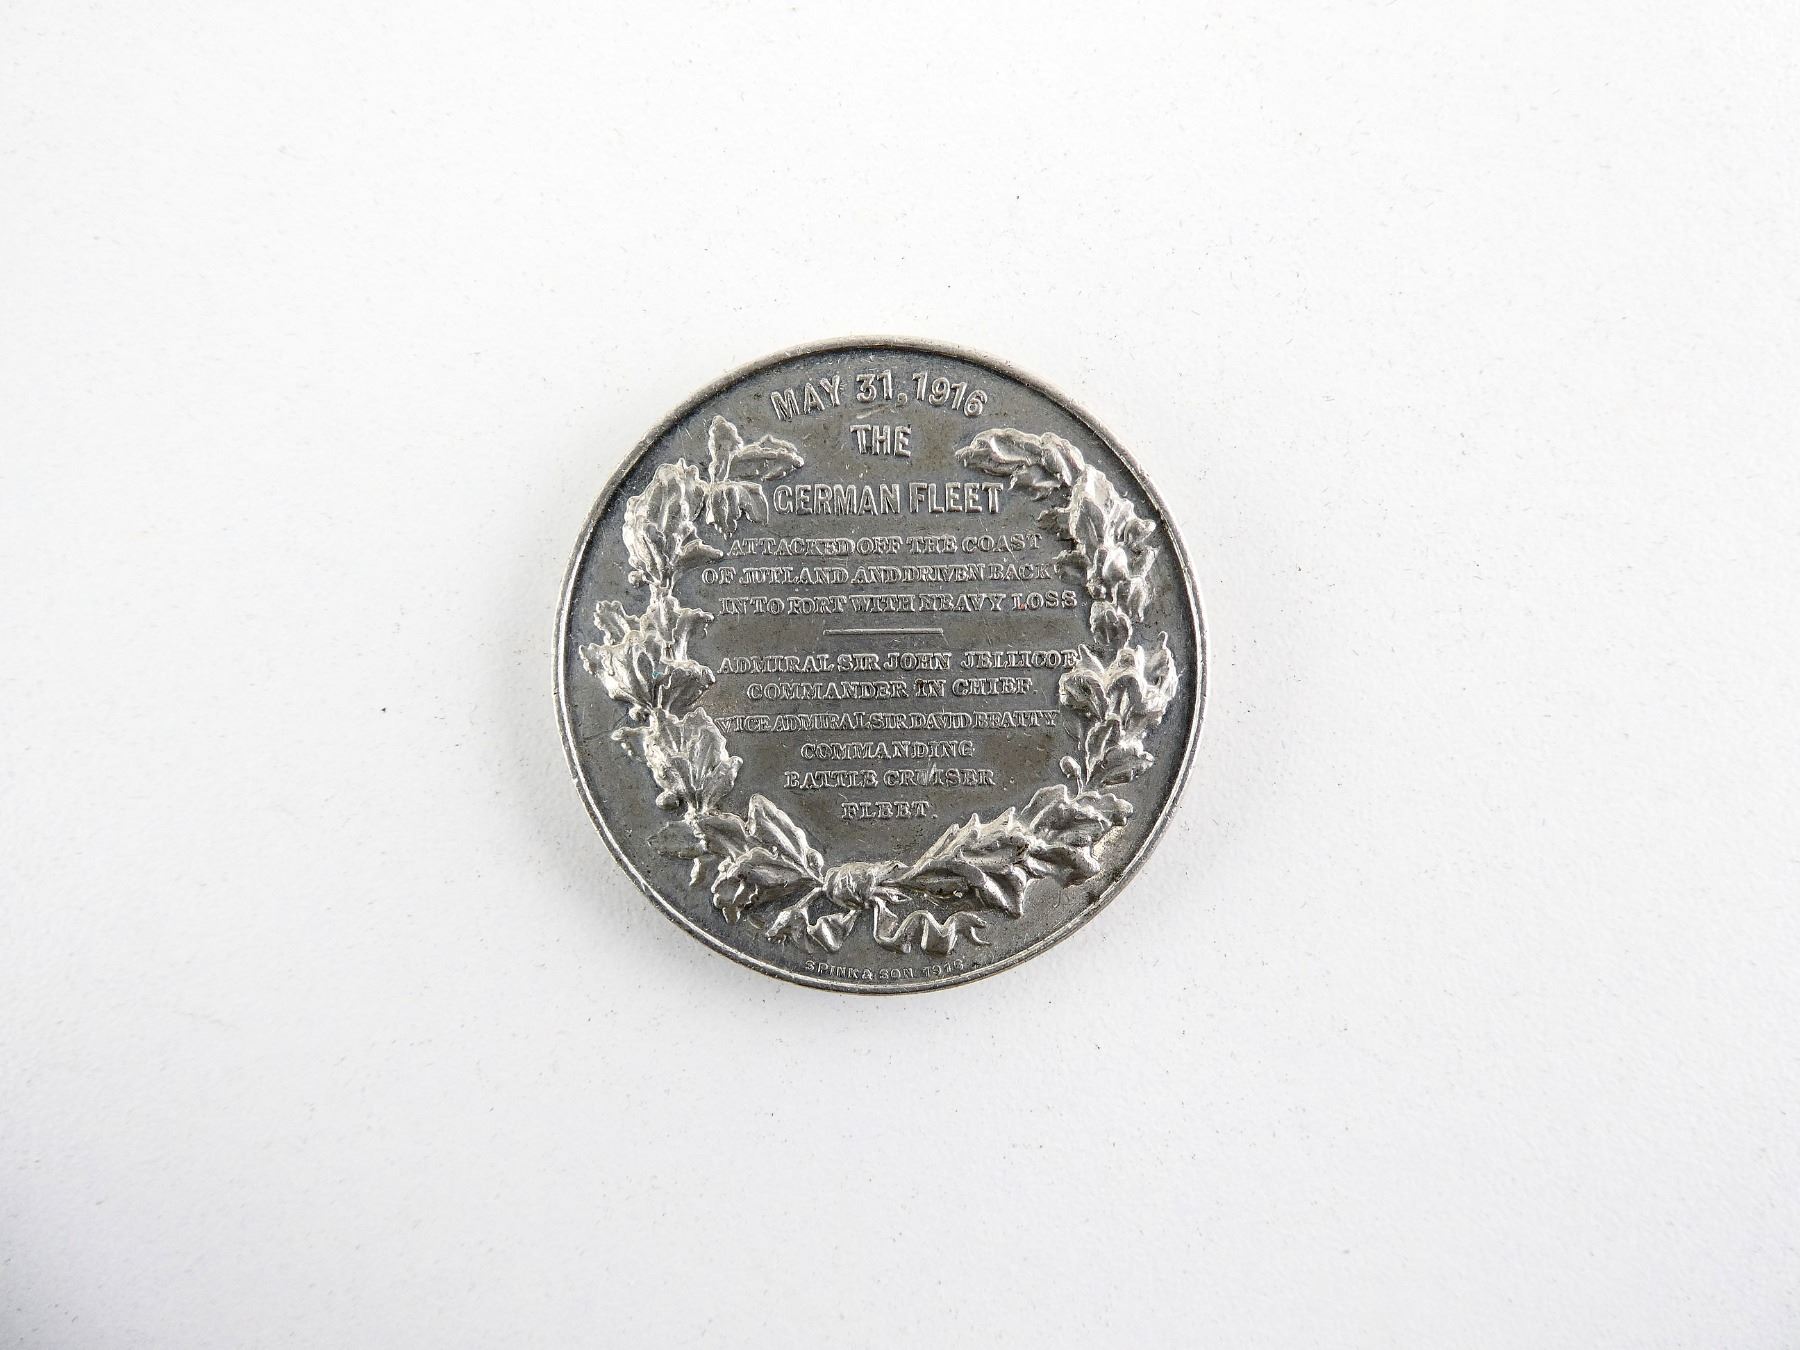 MAY 31, 1916
THE
GERMAN FLEET
ATTACKED OFF THE COAST
OF JUTLAND AND DRIVEN BACK
INTO PORT WITH HEAVY LOSS
ADMIRAL SIR JOHN JELLICOE
COMMANDER IN CHIEF.
VICE ADMIRAL SIR DAVID BEATTY
COMMANDING
BATTLE CRUISER
FLEET.
SPINK & SON 1916